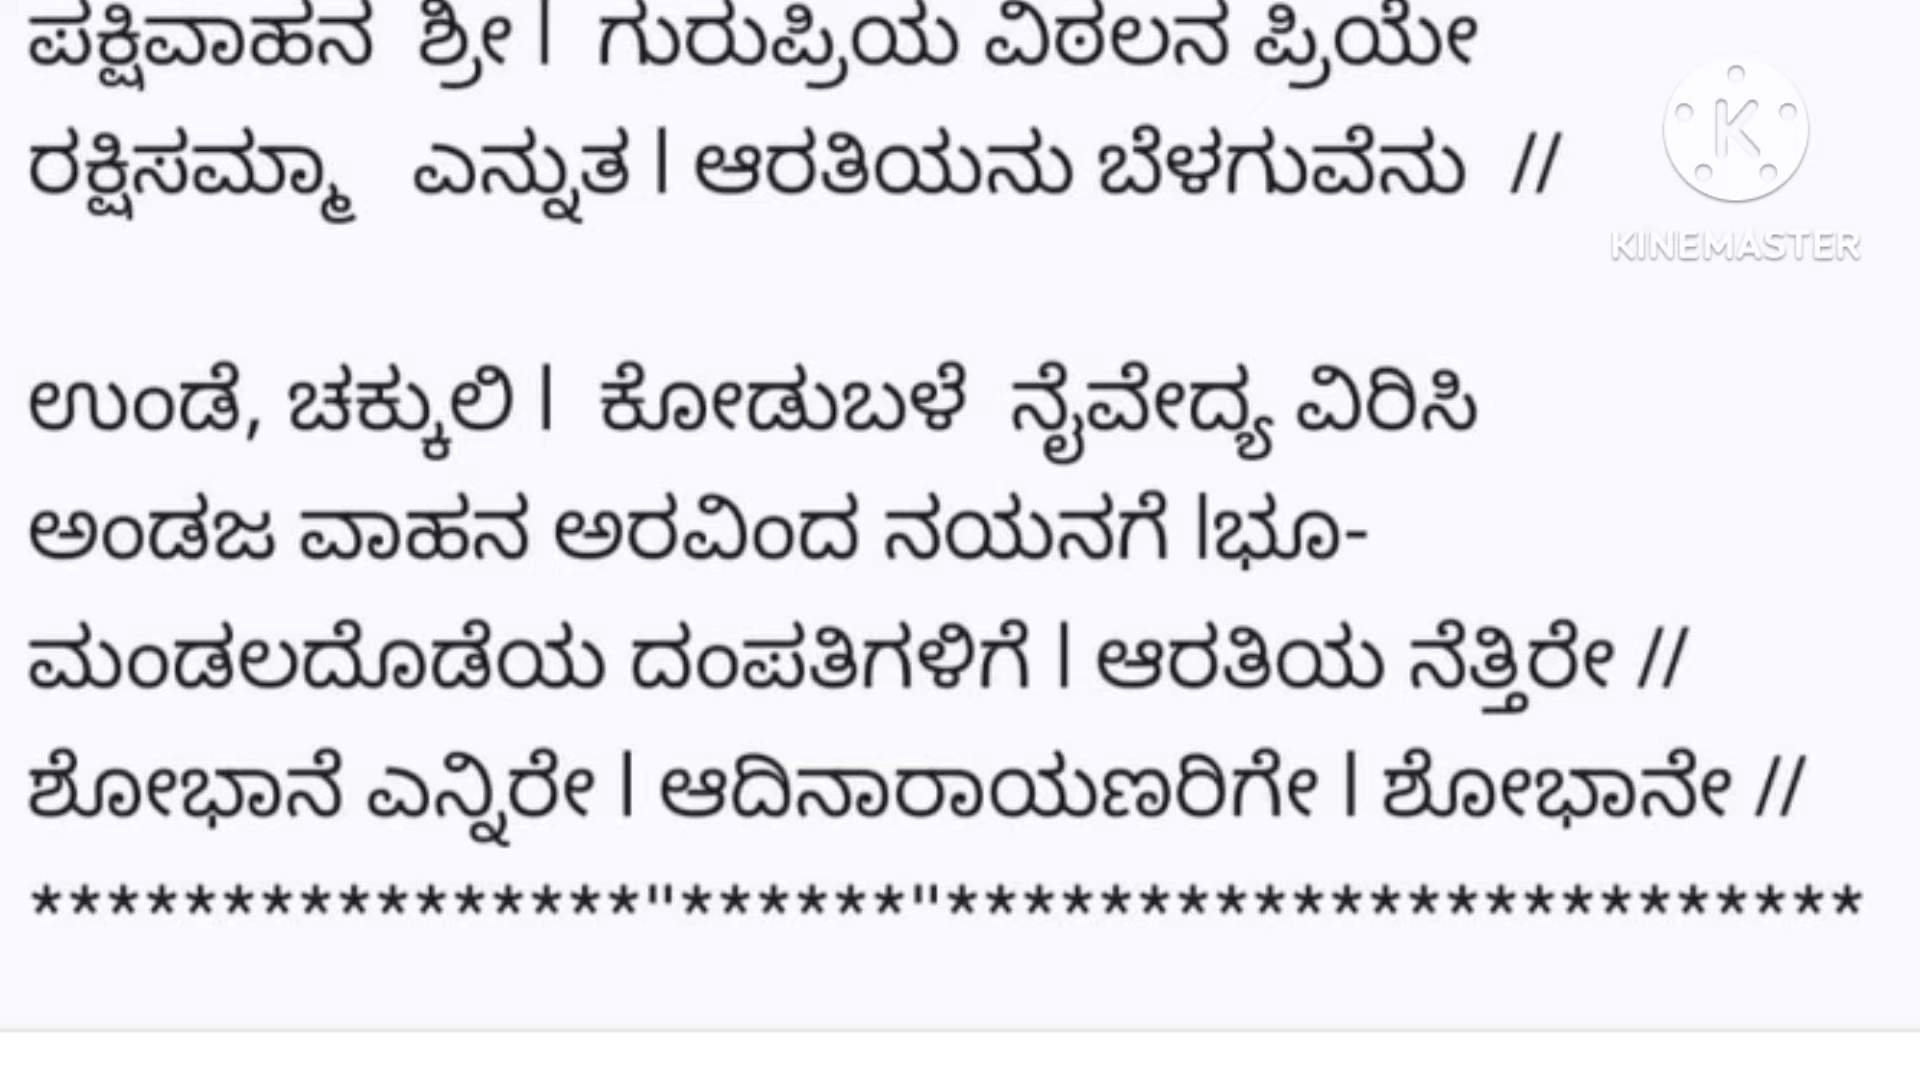 ಪಕ್ಷಿವಾಹನ ಶ್ರೀ | ಗುರುಪ್ರಿಯ ವಿಠಲನ ಪ್ರಿಯೇ
ರಕ್ಷಿಸಮ್ಮಾ ಎನ್ನುತ | ಆರತಿಯನು ಬೆಳಗುವೆನು //
KINEMASTER
ಉಂಡೆ, ಚಕ್ಕುಲಿ | ಕೋಡುಬಳೆ ನೈವೇದ್ಯ ವಿರಿಸಿ
ಅಂಡಜ ವಾಹನ ಅರವಿಂದ ನಯನಗೆ |ಭೂ-
ಮಂಡಲದೊಡೆಯ ದಂಪತಿಗಳಿಗೆ | ಆರತಿಯ ನೆತ್ತಿರೇ //
ಶೋಭಾನೆ ಎನ್ನಿರೇ | ಆದಿನಾರಾಯಣರಿಗೇ | ಶೋಭಾನೇ //
****************"******"************************